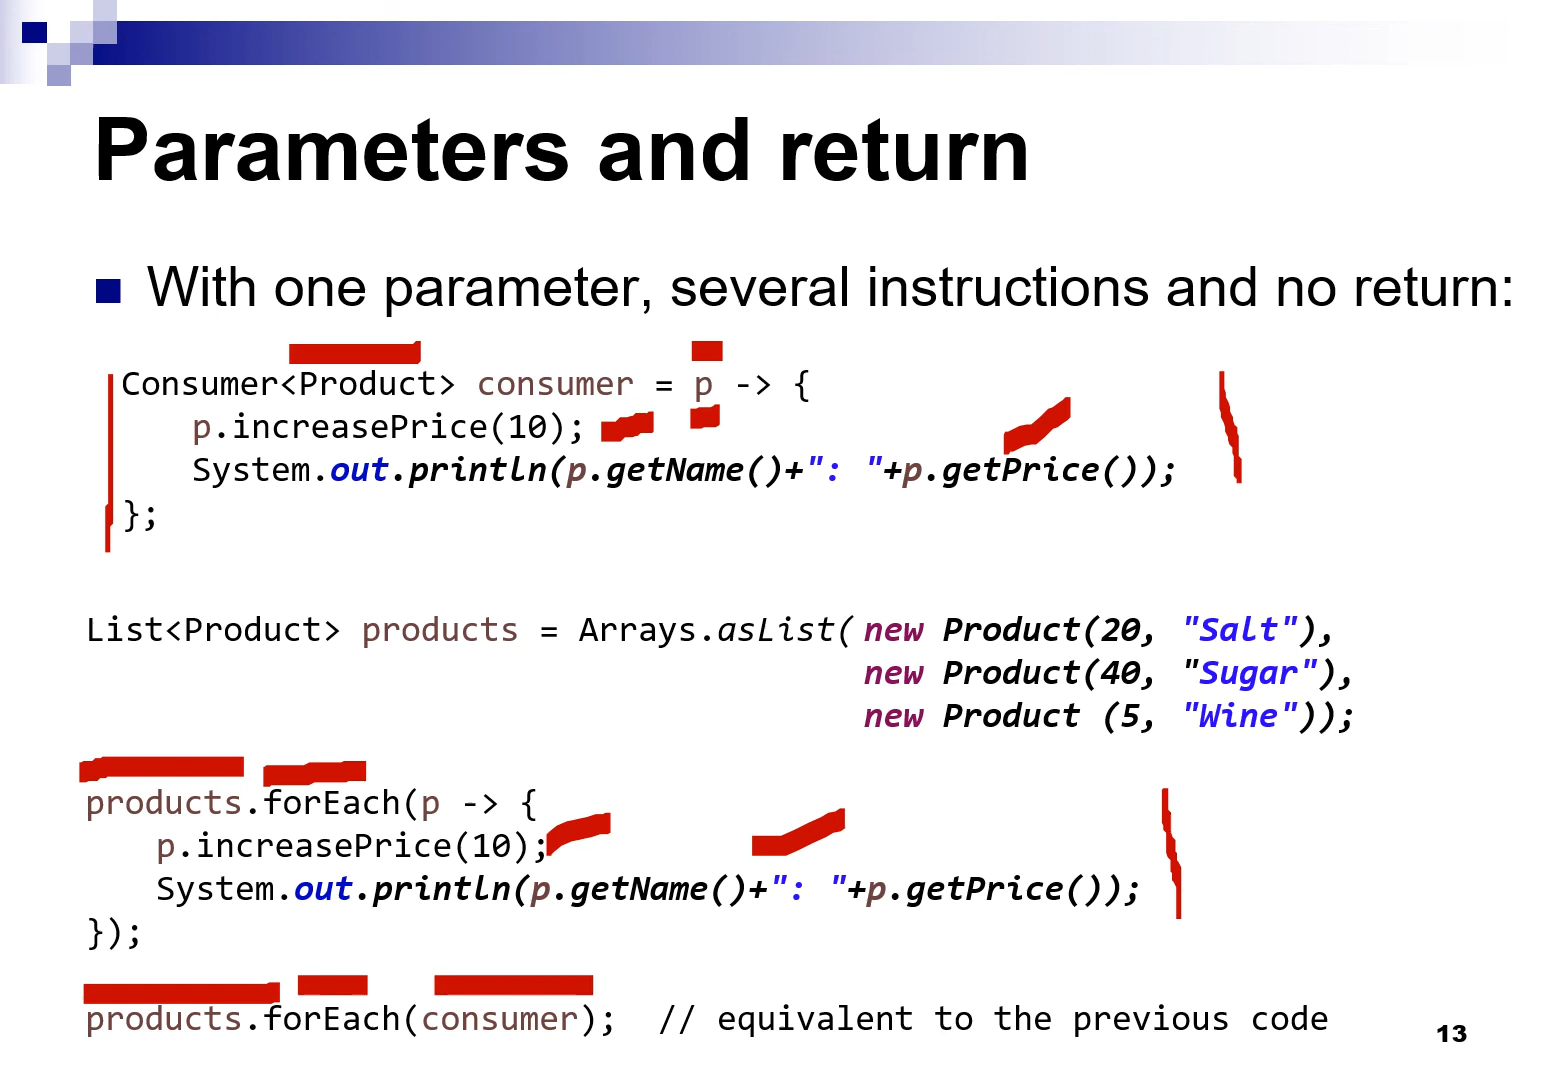 Parameters and return
With one parameter, several instructions and no return:
Consumer<Product> consumer = p -> {
p.increasePrice(10);
System.out.println(p.getName()+": "+p.getPrice());
};
List<Product> products = Arrays.asList( new Product(20, "Salt"),
new Product(40, "Sugar"),
new Product (5, "Wine"));
products.forEach(p -> {
p.increasePrice(10);
System.out.println(p.getName()+": "+p.getPrice());
});
products.forEach(consumer); // equivalent to the previous code
13